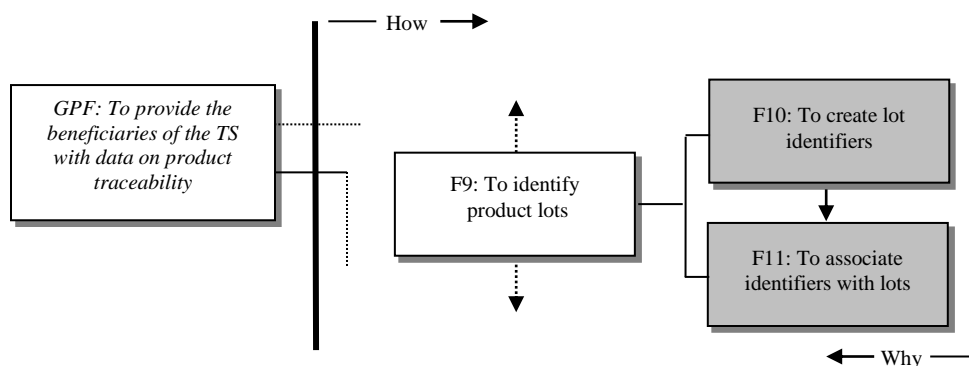 How
GPF: To provide the
beneficiaries of the TS
with data on product
traceability
F9: To identify
product lots
F10: To create lot
identifiers
F11: To associate
identifiers with lots
Why